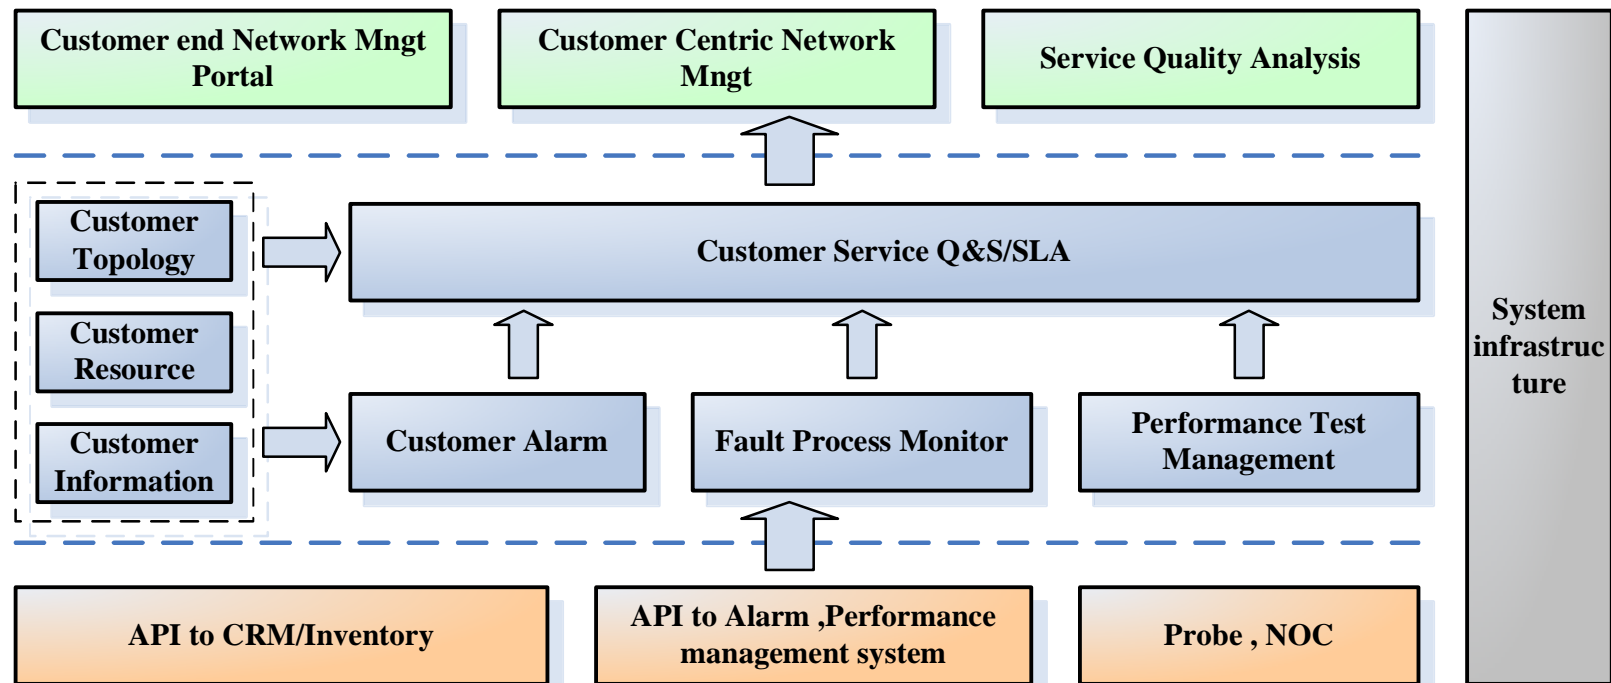 Customer end Network Mngt
Portal
Customer Centric Network
Mngt
Service Quality Analysis
Customer
Topology
Customer Service Q&S/SLA
Customer
Resource
Customer
Information
Customer Alarm
Fault Process Monitor
Performance Test
Management
System
infrastruc
ture
API to CRM/Inventory
API to Alarm ,Performance
management system
Probe , NOC